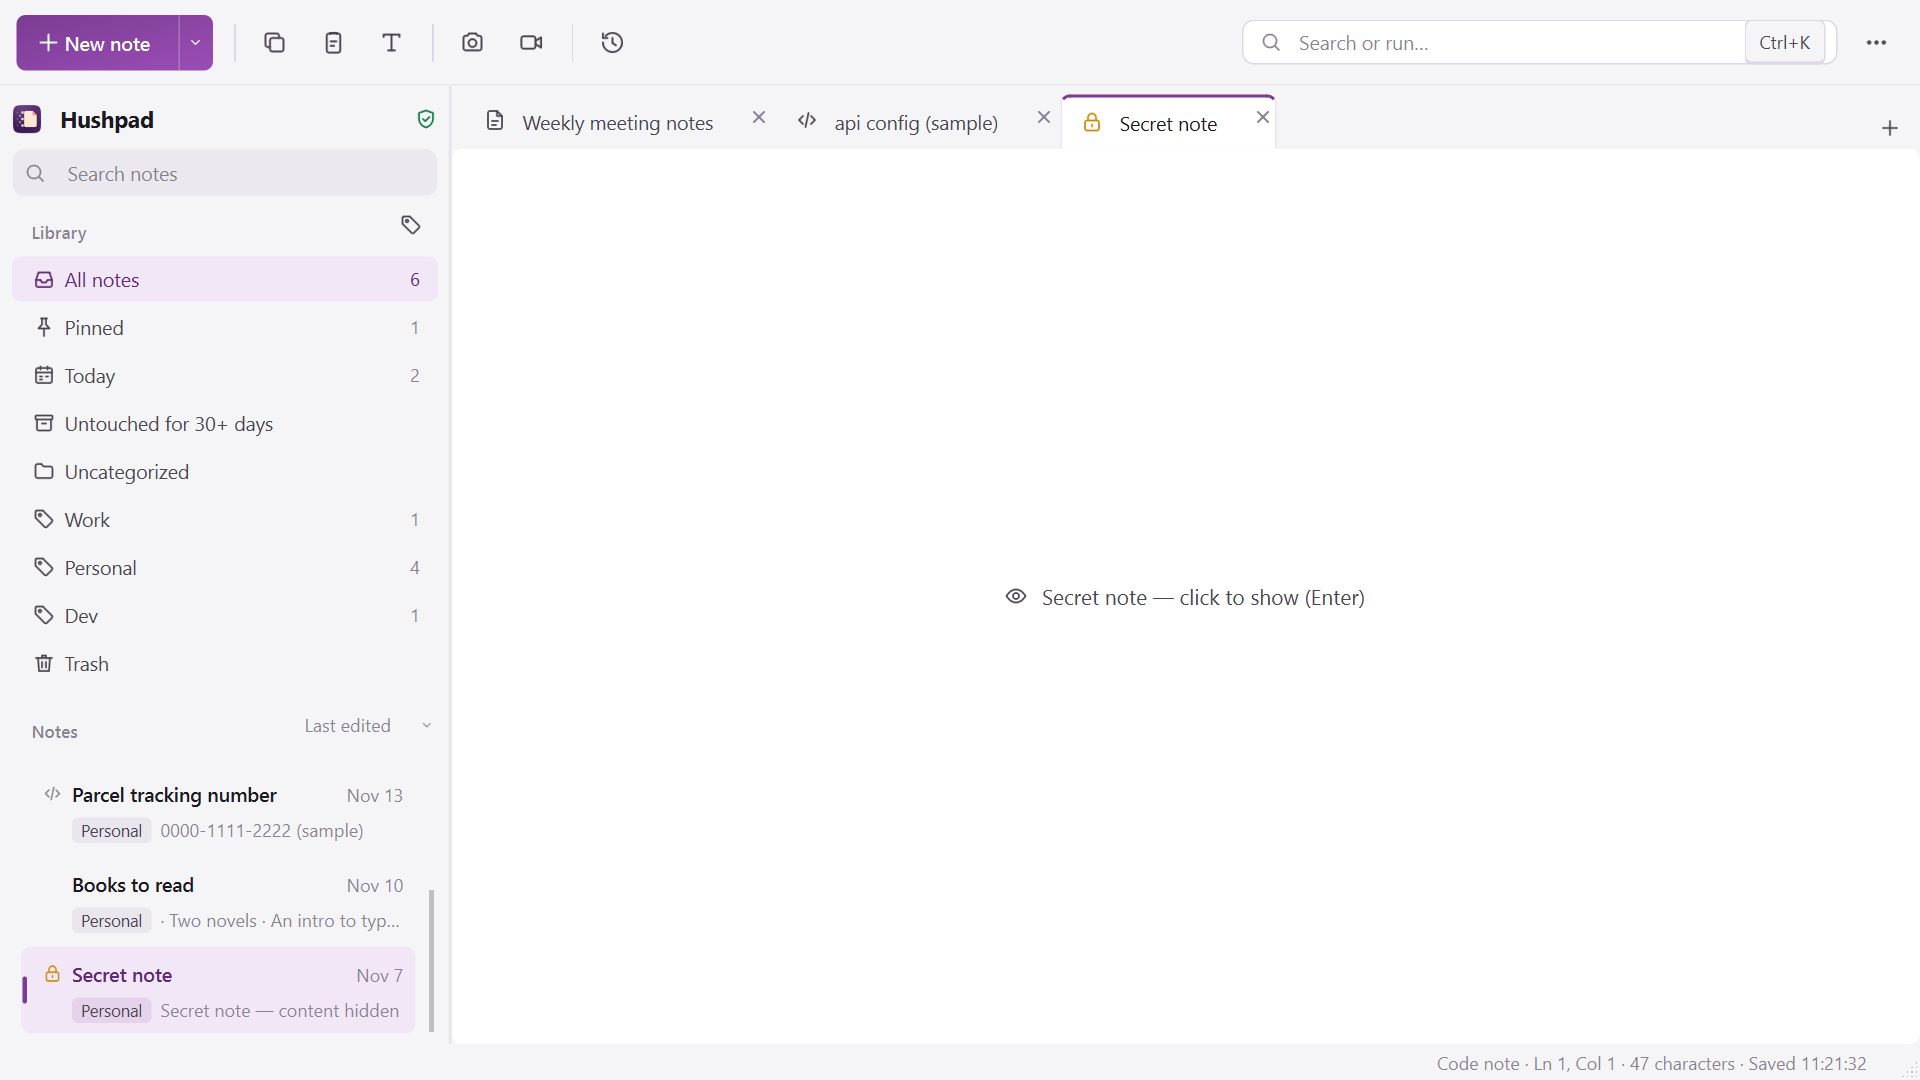 New note
Search or run...
Ctrl+K
Hushpad
Search notes
Library
All notes 6
Pinned 1
Today 2
Untouched for 30+ days
Uncategorized
Work 1
Personal 4
Dev 1
Trash
Notes
Last edited
Parcel tracking number Nov 13
Personal 0000-1111-2222 (sample)
Books to read Nov 10
Personal · Two novels · An intro to typ...
Secret note Nov 7
Personal Secret note — content hidden
Weekly meeting notes
api config (sample)
Secret note
Secret note — click to show (Enter)
Code note · Ln 1, Col 1 · 47 characters · Saved 11:21:32